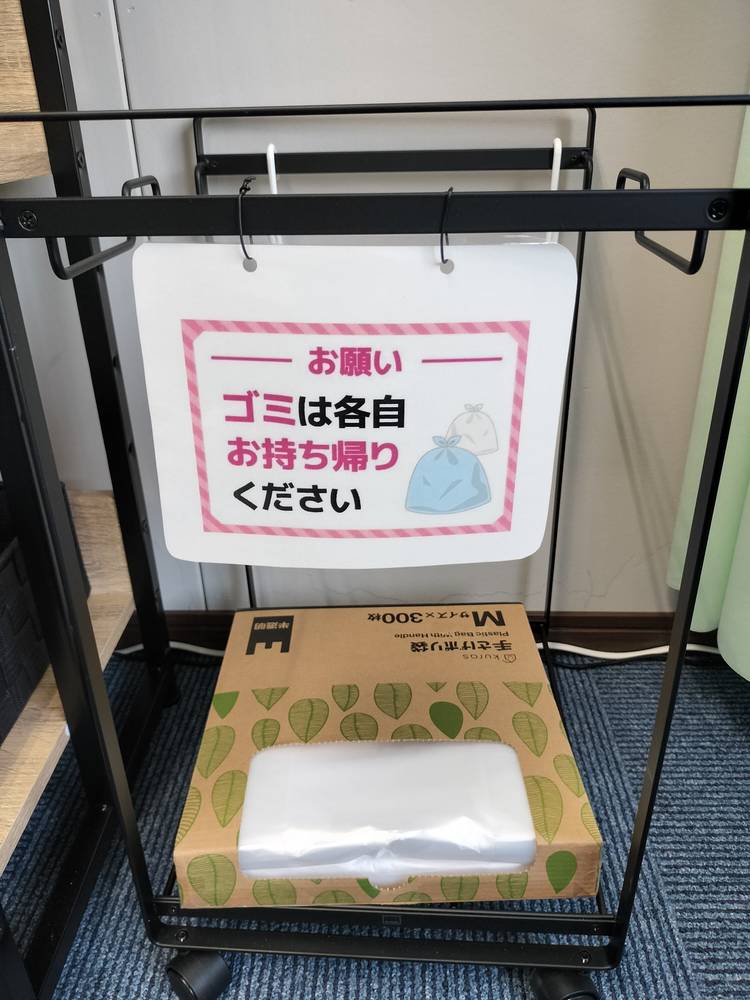 お願い
ゴミは各自
お持ち帰り
ください
kuros
手さげポリ袋
Plastic Bag With Handle
Mサイズ×300枚
半透明